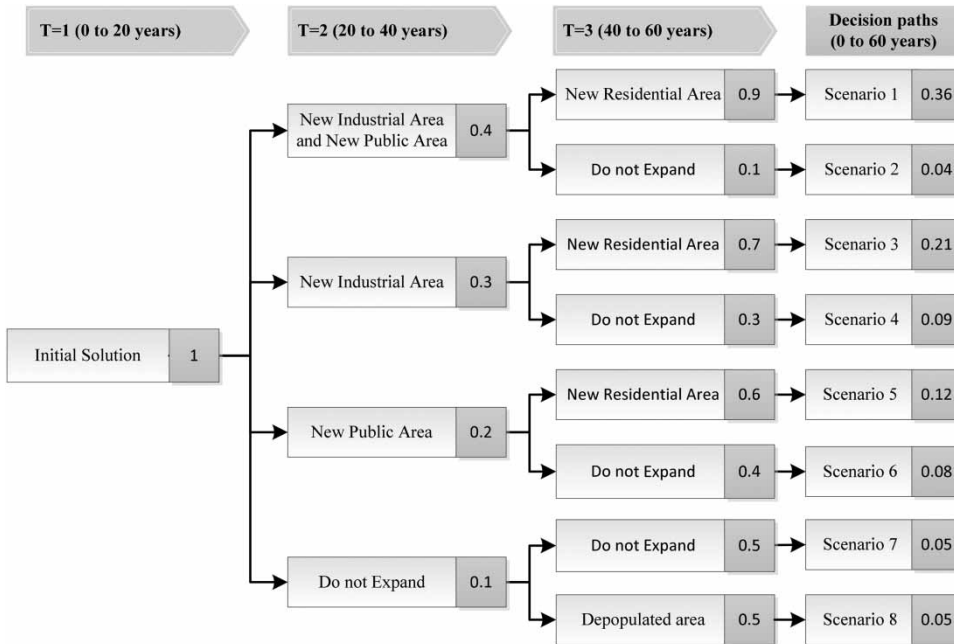 T=1 (0 to 20 years)
T=2 (20 to 40 years)
T=3 (40 to 60 years)
Decision paths
(0 to 60 years)
Initial Solution
1
New Industrial Area
and New Public Area
0.4
New Residential Area
0.9
Scenario 1
0.36
Do not Expand
0.1
Scenario 2
0.04
New Industrial Area
0.3
New Residential Area
0.7
Scenario 3
0.21
Do not Expand
0.3
Scenario 4
0.09
New Public Area
0.2
New Residential Area
0.6
Scenario 5
0.12
Do not Expand
0.4
Scenario 6
0.08
Do not Expand
0.1
Do not Expand
0.5
Scenario 7
0.05
Depopulated area
0.5
Scenario 8
0.05